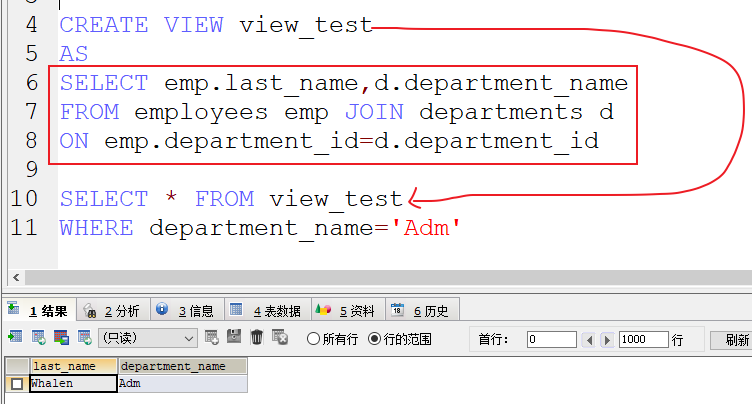 4 CREATE VIEW view_test
5 AS
6 SELECT emp.last_name,d.department_name
7 FROM employees emp JOIN departments d
8 ON emp.department_id=d.department_id
9
10 SELECT * FROM view_test
11 WHERE department_name='Adm'
1 结果 2 分析 3 信息 4 表数据 5 资料 6 历史
(只读) 所有行 行的范围 首行: 0 1000 行 刷新
last_name department_name
Whalen Adm